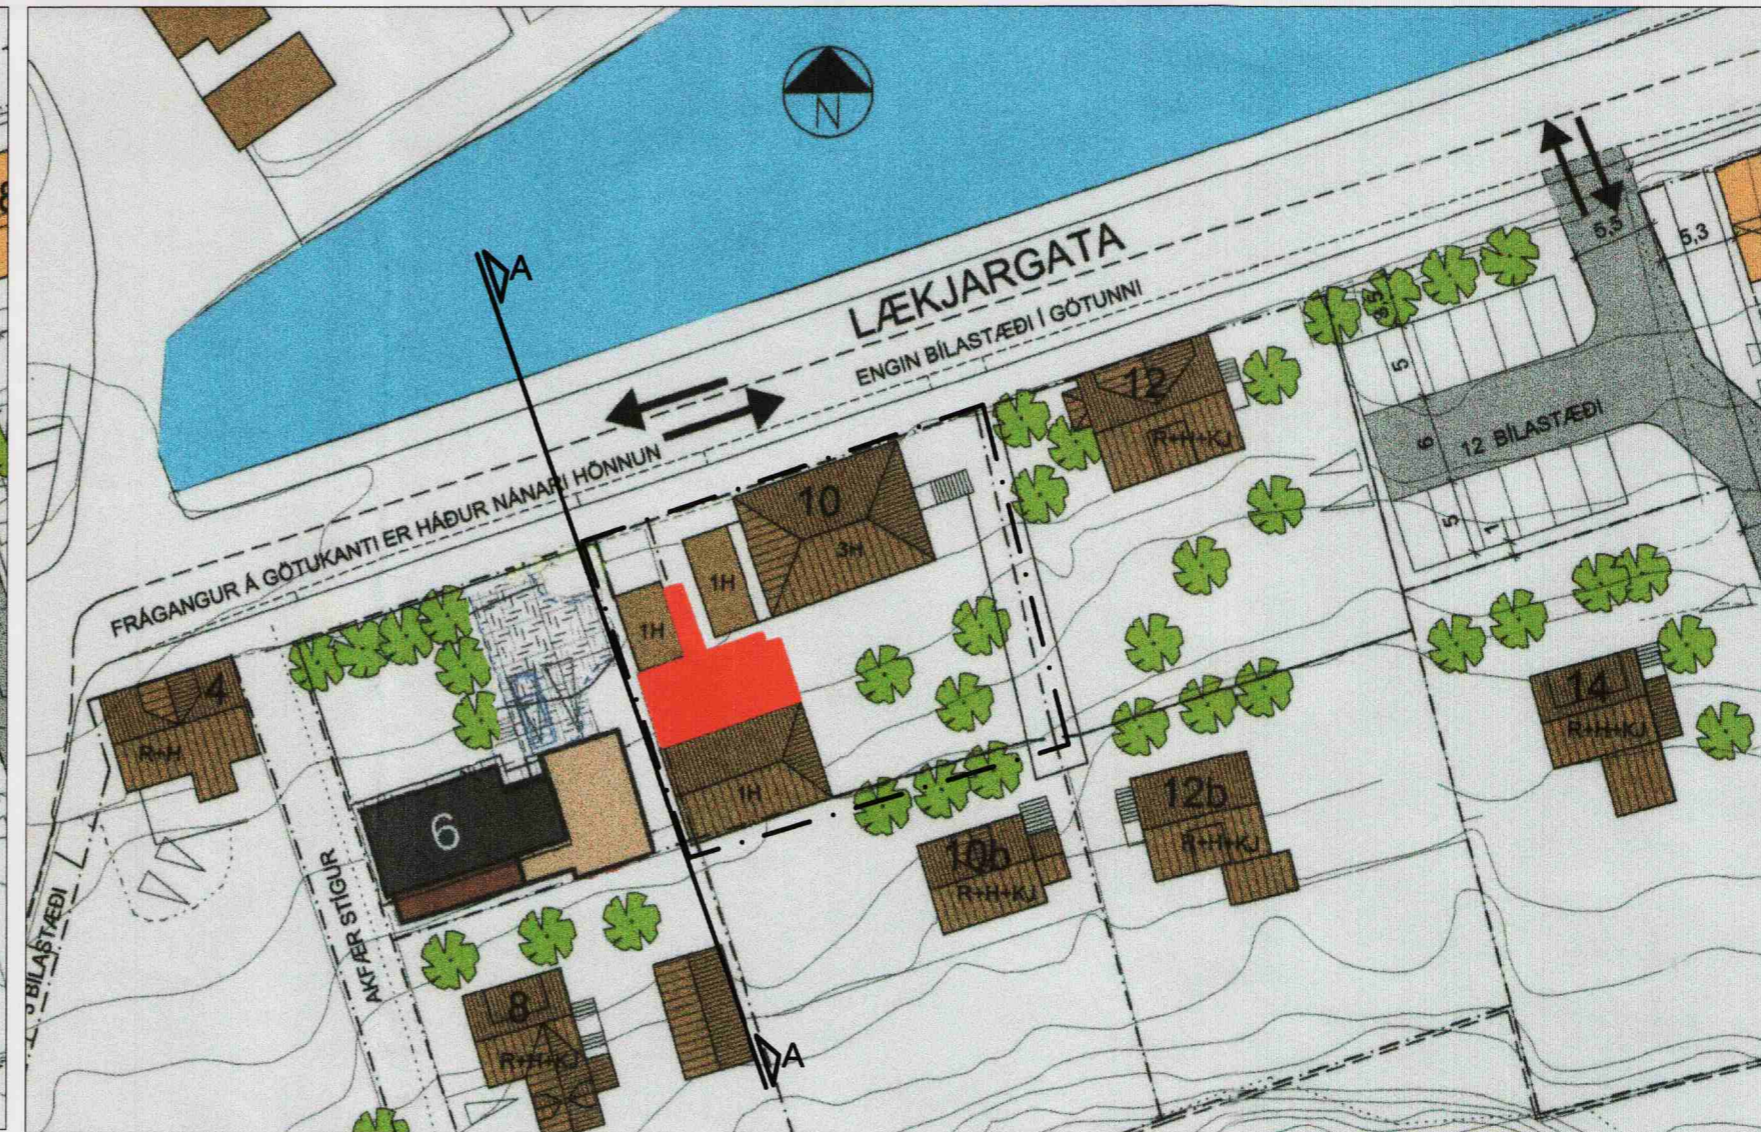 N
A
LÆKJARGATA
ENGIN BÍLASTÆÐI Í GÖTUNNI
FRÁGANGUR Á GÖTUKANTI ER HÁÐUR NÁNARI HÖNNUN
5,3
5,3
5
6
12 BÍLASTÆÐI
5
1
12
R+H+KJ
10
3H
1H
1H
4
R+H
6
1H
14
R+H+KJ
12b
R+H+KJ
10b
R+H+KJ
AKFÆR STÍGUR
BÍLASTÆÐI
8
R+H+KJ
A
8